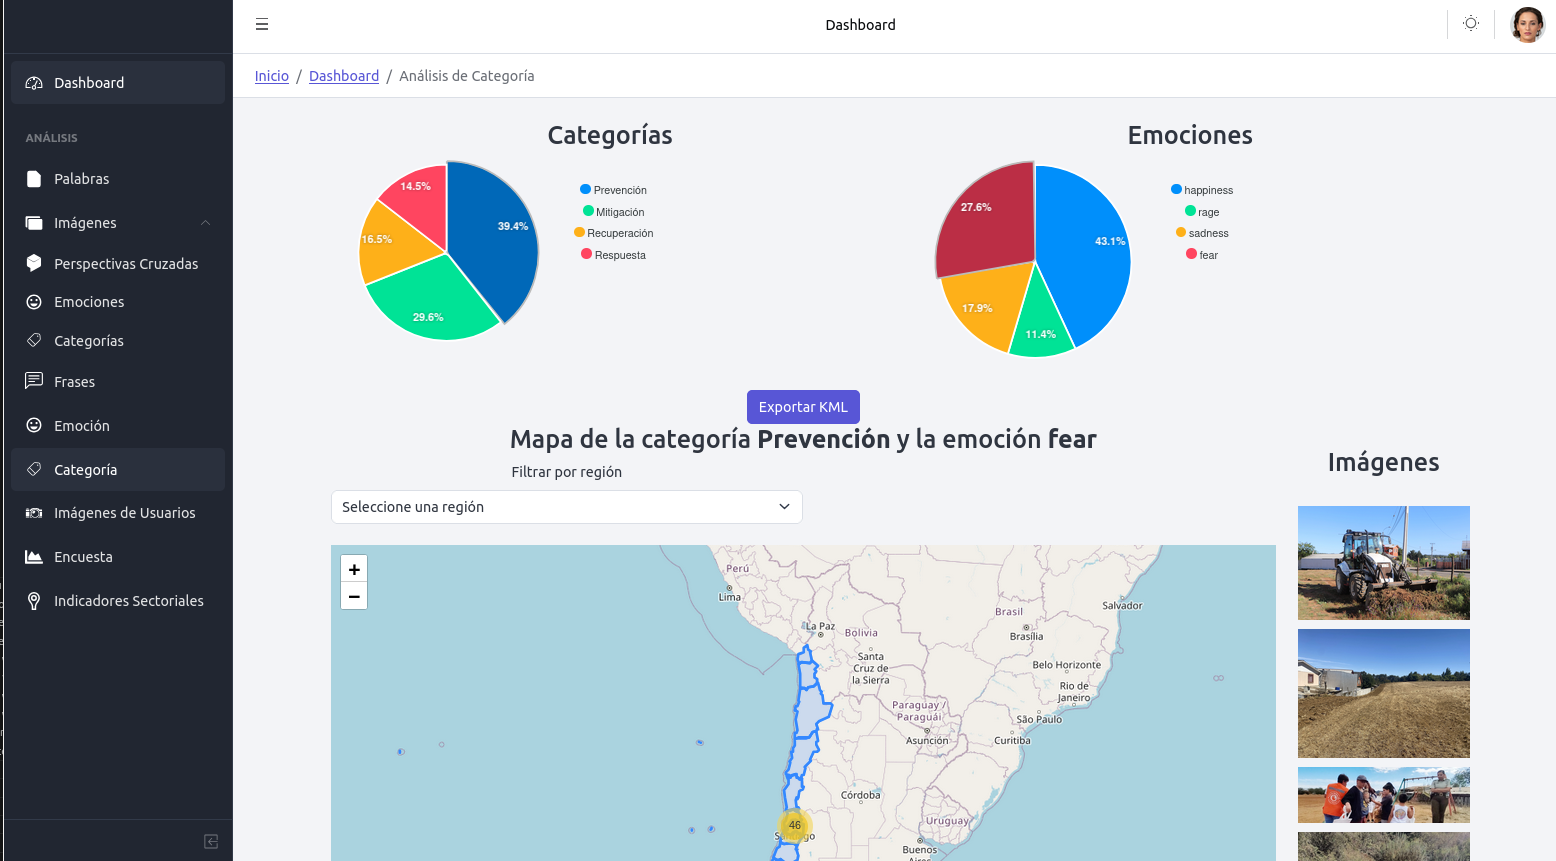 Dashboard
Dashboard
ANÁLISIS
Palabras
Imágenes
Perspectivas Cruzadas
Emociones
Categorías
Frases
Emoción
Categoría
Imágenes de Usuarios
Encuesta
Indicadores Sectoriales
Inicio / Dashboard / Análisis de Categoría
Categorías
14.5%
39.4%
16.5%
29.6%
Prevención
Mitigación
Recuperación
Respuesta
Emociones
27.6%
43.1%
17.9%
11.4%
happiness
rage
sadness
fear
Exportar KML
Mapa de la categoría Prevención y la emoción fear
Filtrar por región
Seleccione una región
+
−
Perú
Lima
La Paz
Bolivia
Santa
Cruz de
la Sierra
Brasil
Brasília
Salvador
Belo Horizonte
Rio de
Janeiro
Paraguay /
Paraguái
São Paulo
Asunción
Curitiba
Córdoba
46
Uruguay
Buenos
Aires
Imágenes